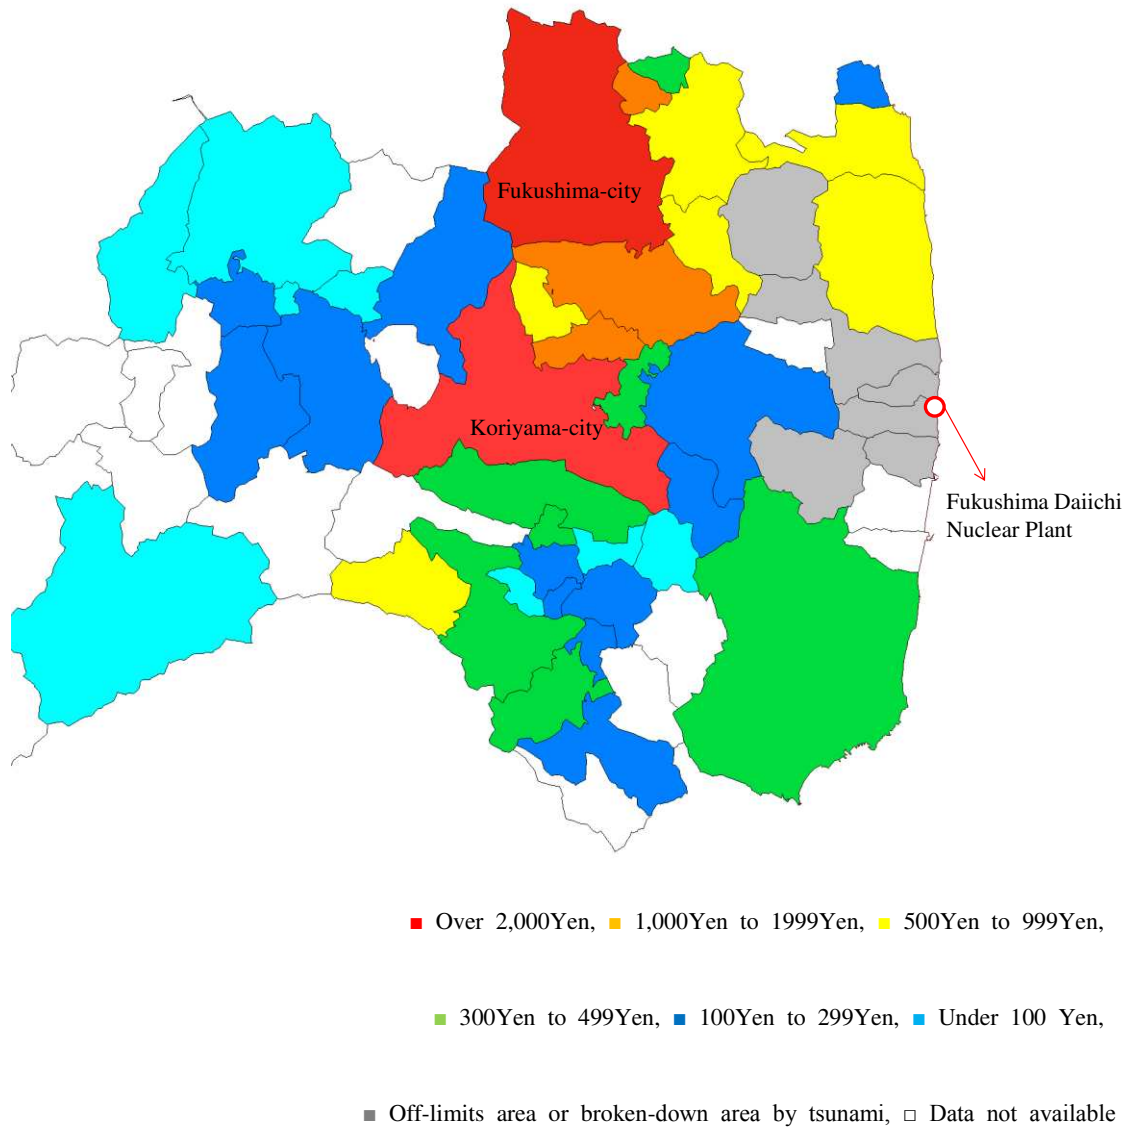 Fukushima-city
Koriyama-city
Fukushima Daiichi
Nuclear Plant
■ Over 2,000Yen, ■ 1,000Yen to 1999Yen, ■ 500Yen to 999Yen,
■ 300Yen to 499Yen, ■ 100Yen to 299Yen, ■ Under 100 Yen,
■ Off-limits area or broken-down area by tsunami, □ Data not available